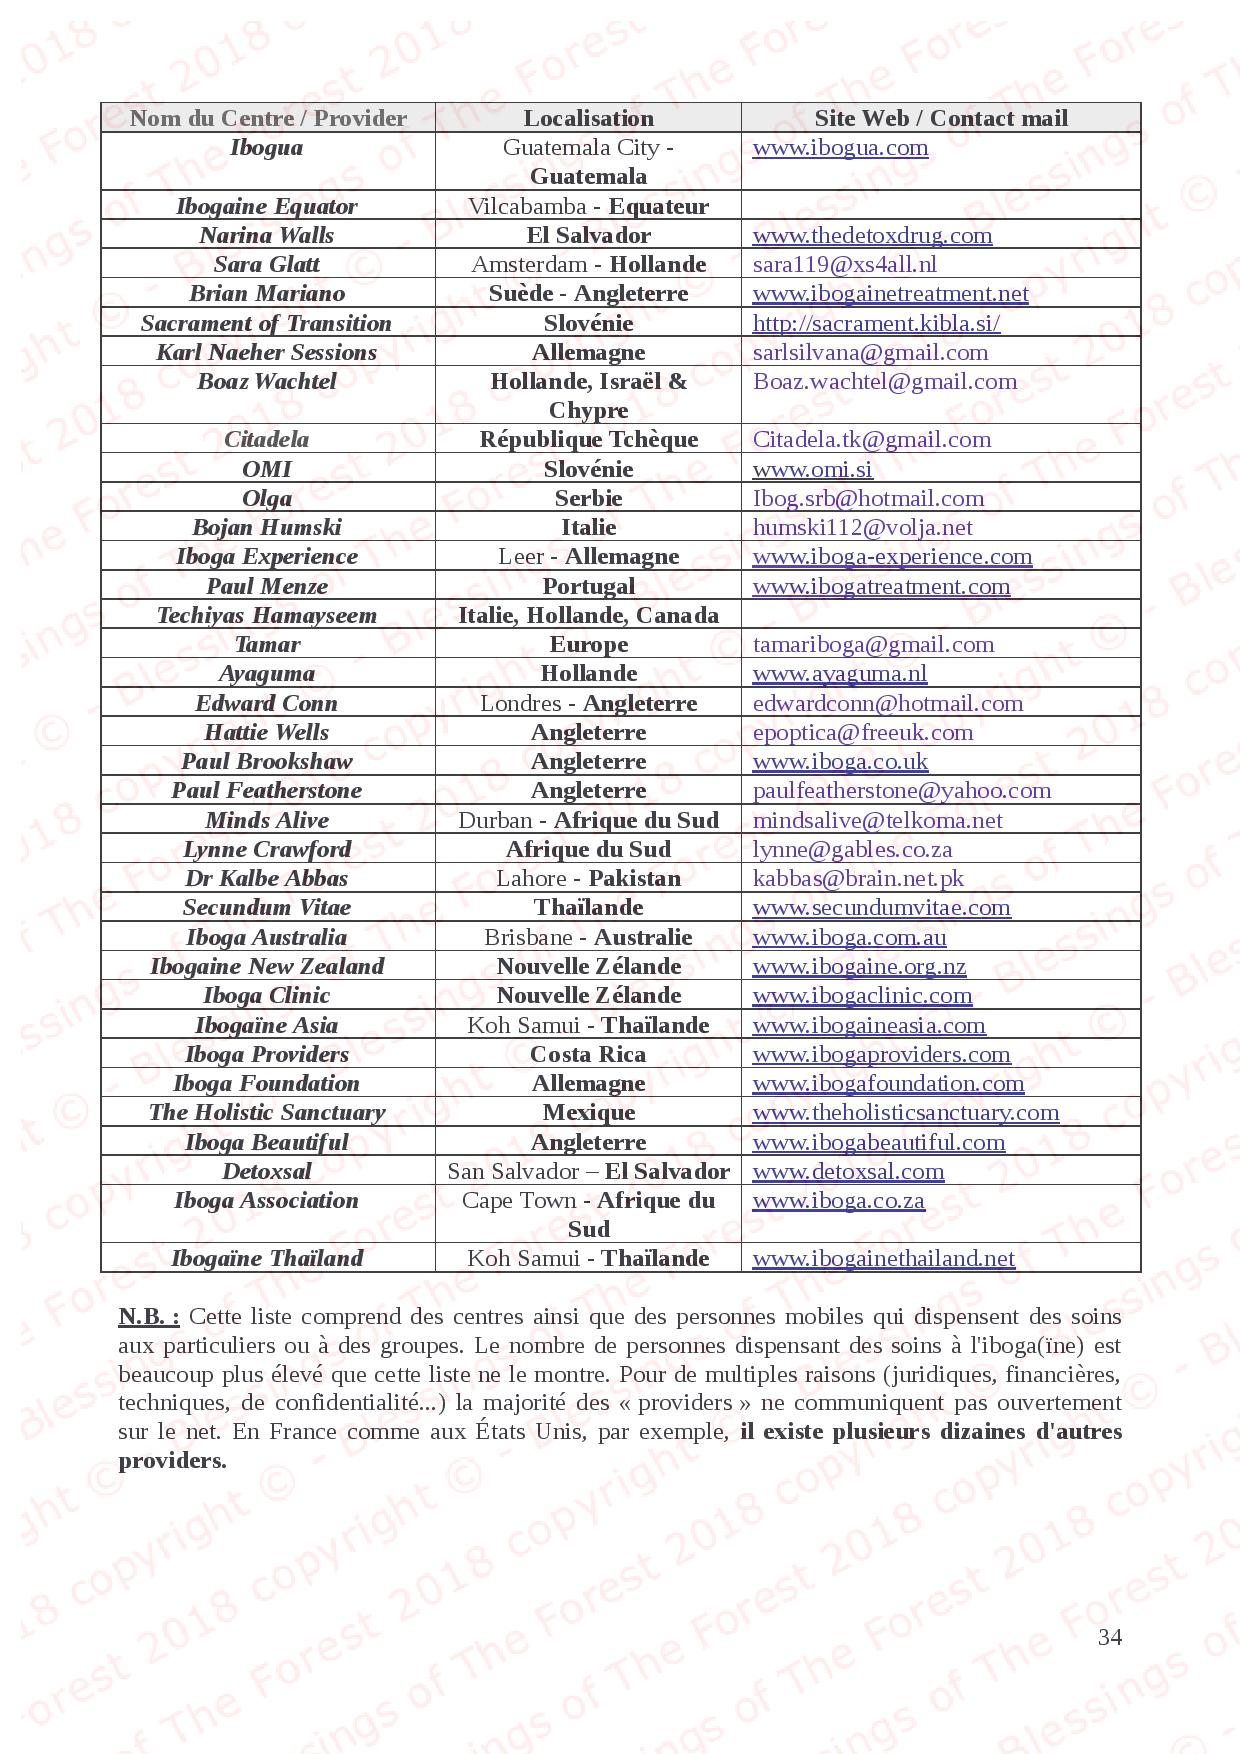 Nom du Centre / Provider Localisation Site Web / Contact mail
Ibogua Guatemala City - www.ibogua.com
Guatemala
Ibogaine Equator Vilcabamba - Equateur
Narina Walls El Salvador www.thedetoxdrug.com
Sara Glatt Amsterdam - Hollande sara119@xs4all.nl
Brian Mariano Suède - Angleterre www.ibogainetreatment.net
Sacrament of Transition Slovénie http://sacrament.kibla.si/
Karl Naeher Sessions Allemagne sarlsilvana@gmail.com
Boaz Wachtel Hollande, Israël & Boaz.wachtel@gmail.com
Chypre
Citadela République Tchèque Citadela.tk@gmail.com
OMI Slovénie www.omi.si
Olga Serbie Ibog.srb@hotmail.com
Bojan Humski Italie humski112@volja.net
Iboga Experience Leer - Allemagne www.iboga-experience.com
Paul Menze Portugal www.ibogatreatment.com
Techiyas Hamayseem Italie, Hollande, Canada
Tamar Europe tamariboga@gmail.com
Ayaguma Hollande www.ayaguma.nl
Edward Conn Londres - Angleterre edwardconn@hotmail.com
Hattie Wells Angleterre epoptica@freeuk.com
Paul Brookshaw Angleterre www.iboga.co.uk
Paul Featherstone Angleterre paulfeatherstone@yahoo.com
Minds Alive Durban - Afrique du Sud mindsalive@telkoma.net
Lynne Crawford Afrique du Sud lynne@gables.co.za
Dr Kalbe Abbas Lahore - Pakistan kabbas@brain.net.pk
Secundum Vitae Thaïlande www.secundumvitae.com
Iboga Australia Brisbane - Australie www.iboga.com.au
Ibogaine New Zealand Nouvelle Zélande www.ibogaine.org.nz
Iboga Clinic Nouvelle Zélande www.ibogaclinic.com
Ibogaïne Asia Koh Samui - Thaïlande www.ibogaineasia.com
Iboga Providers Costa Rica www.ibogaproviders.com
Iboga Foundation Allemagne www.ibogafoundation.com
The Holistic Sanctuary Mexique www.theholisticsanctuary.com
Iboga Beautiful Angleterre www.ibogabeautiful.com
Detoxsal San Salvador – El Salvador www.detoxsal.com
Iboga Association Cape Town - Afrique du www.iboga.co.za
Sud
Ibogaïne Thaïland Koh Samui - Thaïlande www.ibogainethailand.net
N.B. : Cette liste comprend des centres ainsi que des personnes mobiles qui dispensent des soins
aux particuliers ou à des groupes. Le nombre de personnes dispensant des soins à l'iboga(ïne) est
beaucoup plus élevé que cette liste ne le montre. Pour de multiples raisons (juridiques, financières,
techniques, de confidentialité...) la majorité des « providers » ne communiquent pas ouvertement
sur le net. En France comme aux États Unis, par exemple, il existe plusieurs dizaines d'autres
providers.
34
Blessings of The Forest 2018 copyright ©